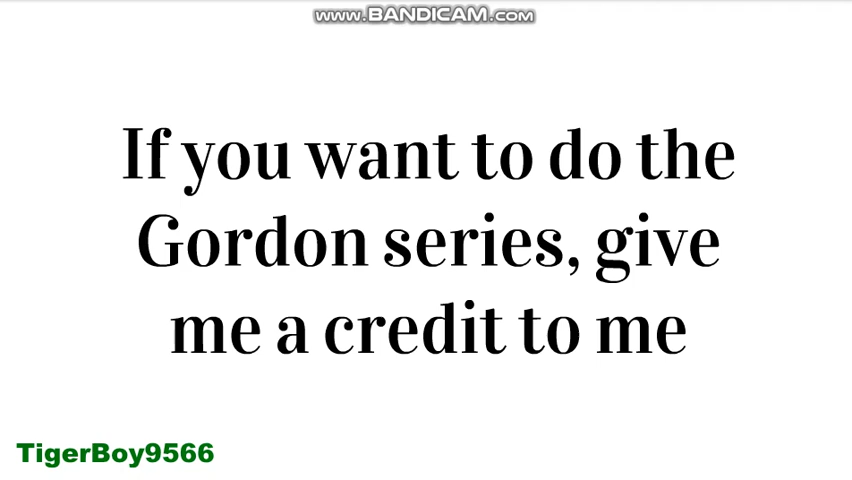 www.BANDICAM.com
If you want to do the
Gordon series, give
me a credit to me
TigerBoy9566